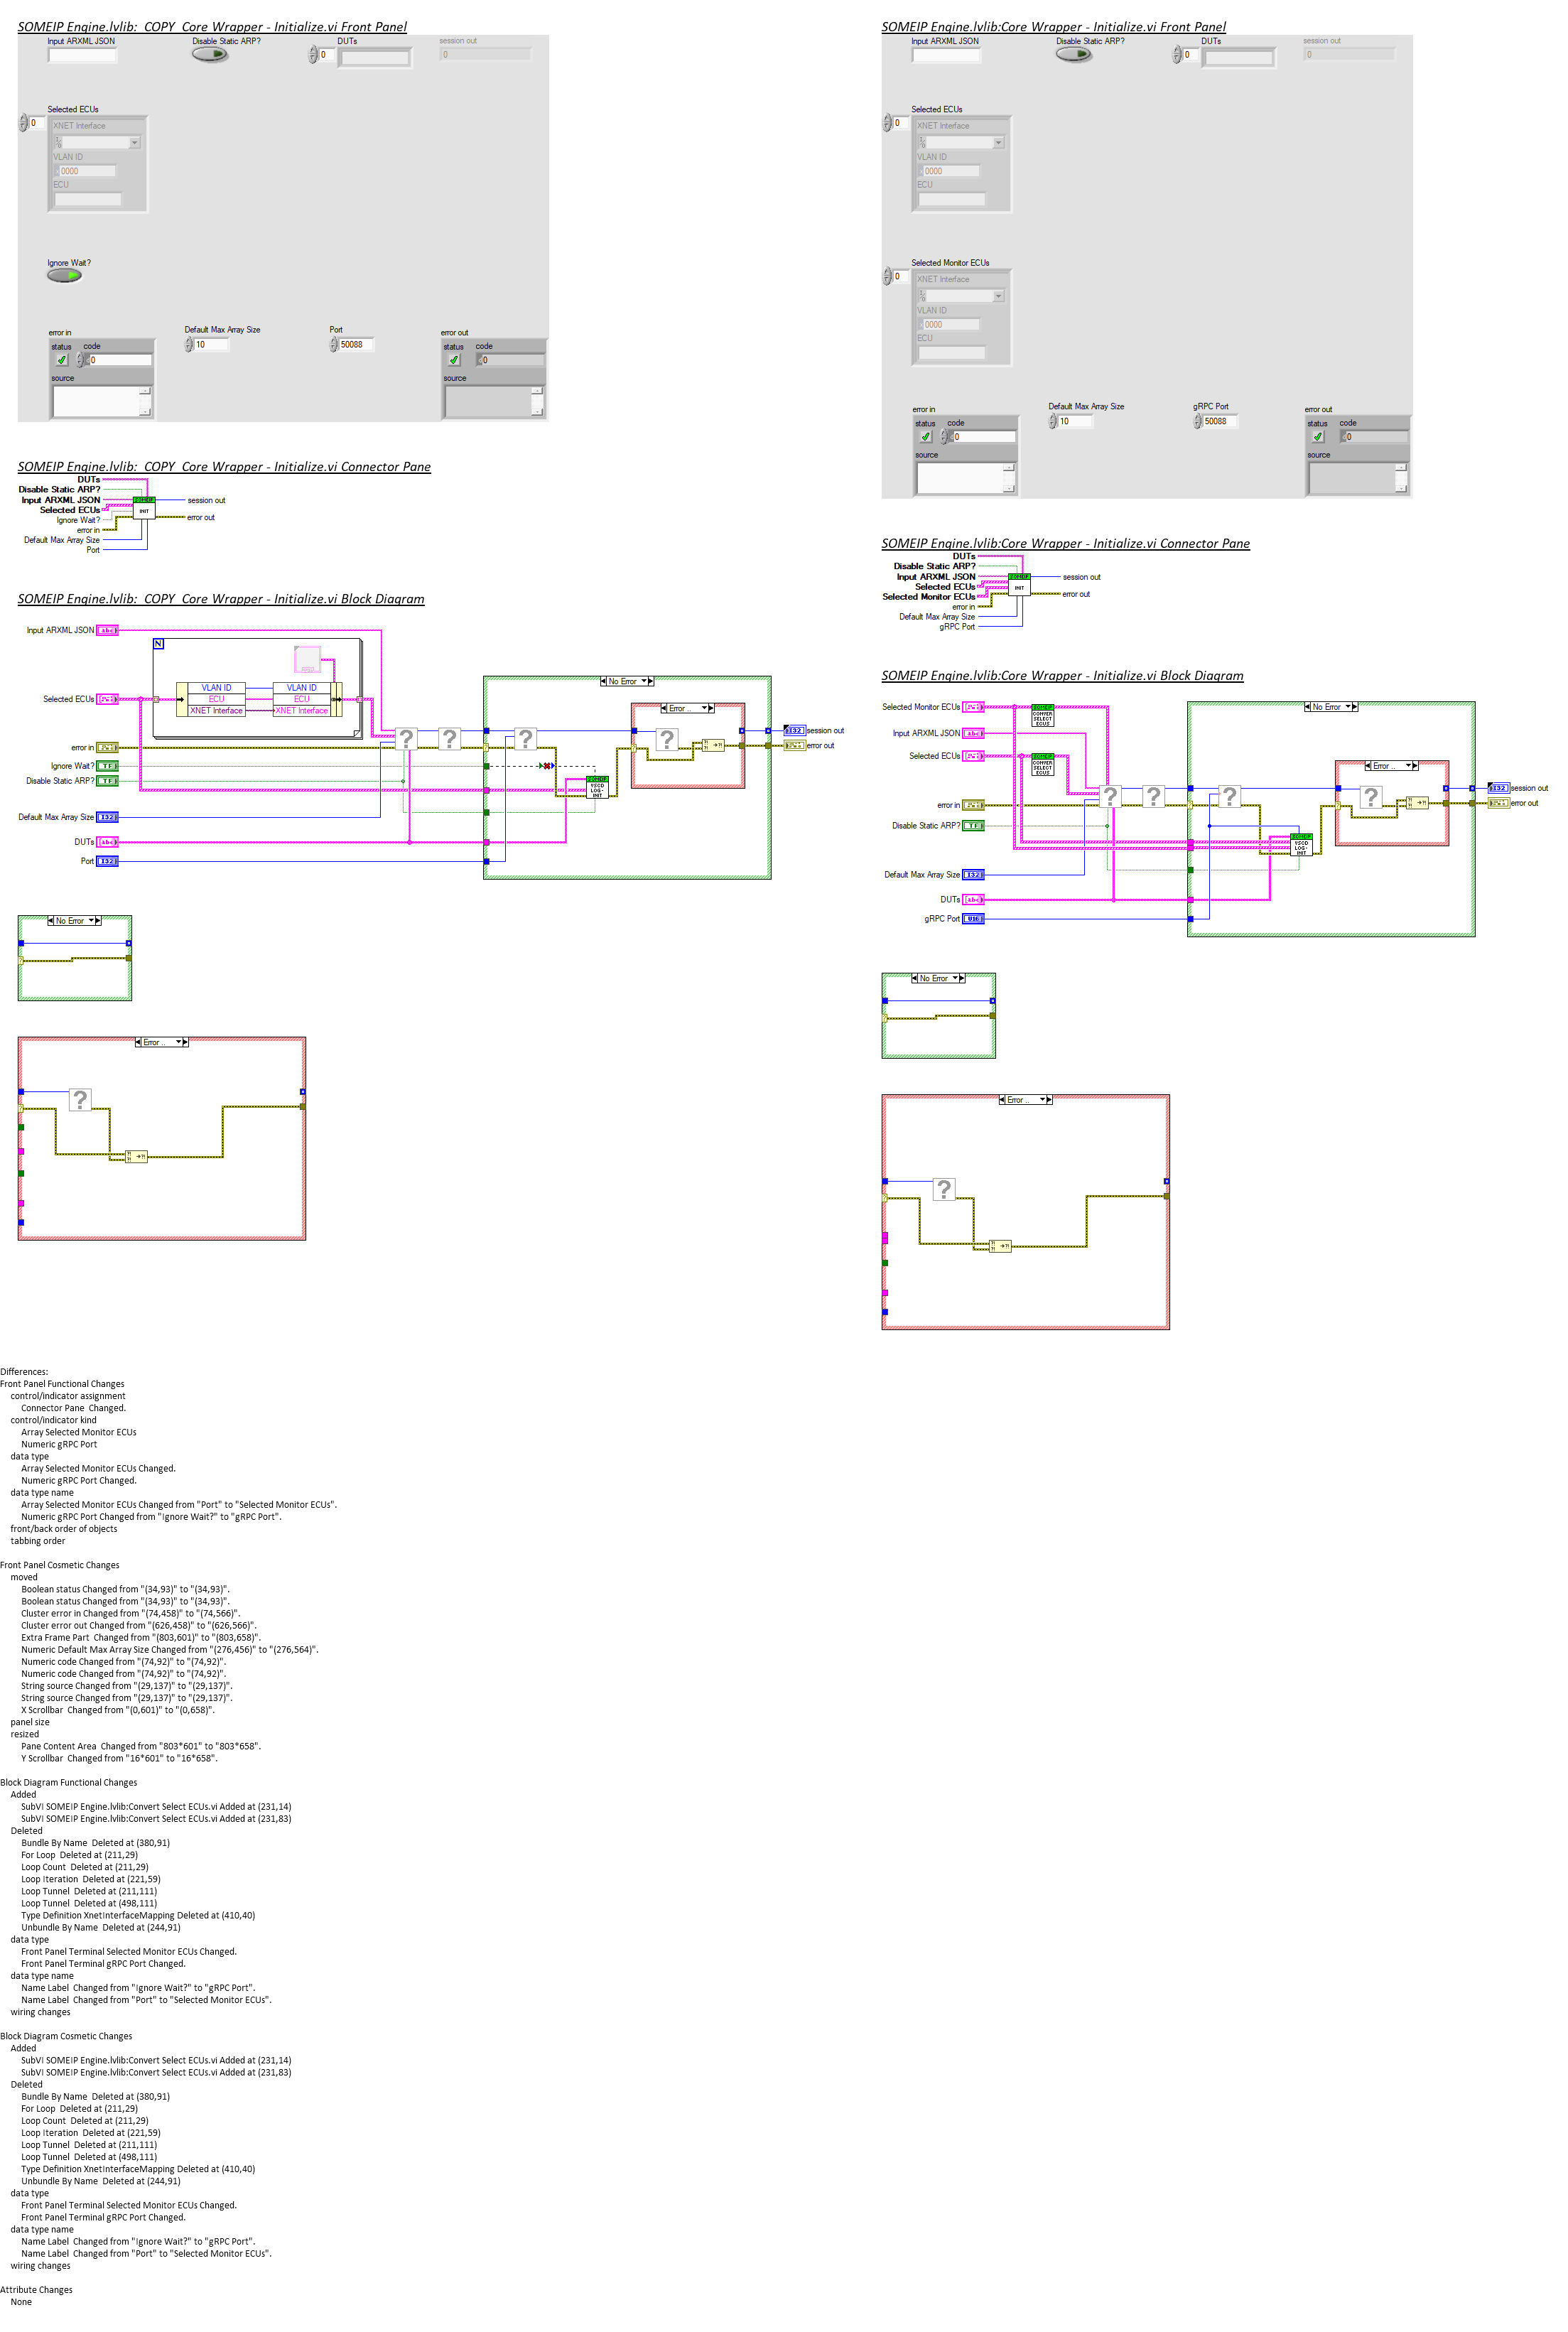 SOMEIP Engine.lvlib:_COPY_Core Wrapper - Initialize.vi Front Panel
Input ARXML JSON
Disable Static ARP?
DUTs
0
session out
0
Selected ECUs
0
XNET Interface
VLAN ID
0000
ECU
Ignore Wait?
error in
status
code
0
source
Default Max Array Size
10
Port
50088
error out
status
code
0
source
SOMEIP Engine.lvlib:_COPY_Core Wrapper - Initialize.vi Connector Pane
DUTs
Disable Static ARP?
Input ARXML JSON
Selected ECUs
Ignore Wait?
error in
Default Max Array Size
Port
SOMEIP
INIT
session out
error out
SOMEIP Engine.lvlib:_COPY_Core Wrapper - Initialize.vi Block Diagram
Input ARXML JSON
abc
N
VLAN ID
ECU
XNET Interface
VLAN ID
ECU
XNET Interface
Selected ECUs
error in
Ignore Wait?
TF
Disable Static ARP?
TF
Default Max Array Size
I32
DUTs
abc
Port
I32
?
?
No Error
?
SOMEIP
VSCD
LOG-
INIT
Error ..
?
I32
session out
error out
No Error
Error ..
?
SOMEIP Engine.lvlib:Core Wrapper - Initialize.vi Front Panel
Input ARXML JSON
Disable Static ARP?
DUTs
0
session out
0
Selected ECUs
0
XNET Interface
VLAN ID
0000
ECU
Selected Monitor ECUs
0
XNET Interface
VLAN ID
0000
ECU
error in
status
code
0
source
Default Max Array Size
10
gRPC Port
50088
error out
status
code
0
source
SOMEIP Engine.lvlib:Core Wrapper - Initialize.vi Connector Pane
DUTs
Disable Static ARP?
Input ARXML JSON
Selected ECUs
Selected Monitor ECUs
error in
Default Max Array Size
gRPC Port
SOMEIP
INIT
session out
error out
SOMEIP Engine.lvlib:Core Wrapper - Initialize.vi Block Diagram
Selected Monitor ECUs
SOMEIP
CONVER
SELECT
ECUS
Input ARXML JSON
abc
Selected ECUs
SOMEIP
CONVER
SELECT
ECUS
error in
Disable Static ARP?
TF
Default Max Array Size
I32
DUTs
abc
gRPC Port
U16
?
?
No Error
?
SOMEIP
VSCD
LOG-
INIT
Error ..
?
I32
session out
error out
No Error
Error ..
?
Differences:
Front Panel Functional Changes
control/indicator assignment
Connector Pane  Changed.
control/indicator kind
Array Selected Monitor ECUs
Numeric gRPC Port
data type
Array Selected Monitor ECUs Changed.
Numeric gRPC Port Changed.
data type name
Array Selected Monitor ECUs Changed from "Port" to "Selected Monitor ECUs".
Numeric gRPC Port Changed from "Ignore Wait?" to "gRPC Port".
front/back order of objects
tabbing order
Front Panel Cosmetic Changes
moved
Boolean status Changed from "(34,93)" to "(34,93)".
Boolean status Changed from "(34,93)" to "(34,93)".
Cluster error in Changed from "(74,458)" to "(74,566)".
Cluster error out Changed from "(626,458)" to "(626,566)".
Extra Frame Part  Changed from "(803,601)" to "(803,658)".
Numeric Default Max Array Size Changed from "(276,456)" to "(276,564)".
Numeric code Changed from "(74,92)" to "(74,92)".
Numeric code Changed from "(74,92)" to "(74,92)".
String source Changed from "(29,137)" to "(29,137)".
String source Changed from "(29,137)" to "(29,137)".
X Scrollbar  Changed from "(0,601)" to "(0,658)".
panel size
resized
Pane Content Area  Changed from "803*601" to "803*658".
Y Scrollbar  Changed from "16*601" to "16*658".
Block Diagram Functional Changes
Added
SubVI SOMEIP Engine.lvlib:Convert Select ECUs.vi Added at (231,14)
SubVI SOMEIP Engine.lvlib:Convert Select ECUs.vi Added at (231,83)
Deleted
Bundle By Name  Deleted at (380,91)
For Loop  Deleted at (211,29)
Loop Count  Deleted at (211,29)
Loop Iteration  Deleted at (221,59)
Loop Tunnel  Deleted at (211,111)
Loop Tunnel  Deleted at (498,111)
Type Definition XnetInterfaceMapping Deleted at (410,40)
Unbundle By Name  Deleted at (244,91)
data type
Front Panel Terminal Selected Monitor ECUs Changed.
Front Panel Terminal gRPC Port Changed.
data type name
Name Label  Changed from "Ignore Wait?" to "gRPC Port".
Name Label  Changed from "Port" to "Selected Monitor ECUs".
wiring changes
Block Diagram Cosmetic Changes
Added
SubVI SOMEIP Engine.lvlib:Convert Select ECUs.vi Added at (231,14)
SubVI SOMEIP Engine.lvlib:Convert Select ECUs.vi Added at (231,83)
Deleted
Bundle By Name  Deleted at (380,91)
For Loop  Deleted at (211,29)
Loop Count  Deleted at (211,29)
Loop Iteration  Deleted at (221,59)
Loop Tunnel  Deleted at (211,111)
Loop Tunnel  Deleted at (498,111)
Type Definition XnetInterfaceMapping Deleted at (410,40)
Unbundle By Name  Deleted at (244,91)
data type
Front Panel Terminal Selected Monitor ECUs Changed.
Front Panel Terminal gRPC Port Changed.
data type name
Name Label  Changed from "Ignore Wait?" to "gRPC Port".
Name Label  Changed from "Port" to "Selected Monitor ECUs".
wiring changes
Attribute Changes
None